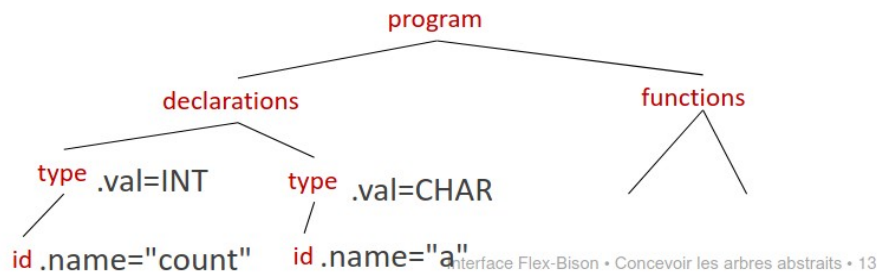 program
declarations functions
type .val=INT type .val=CHAR
id .name="count" id .name="a"
nterface Flex-Bison • Concevoir les arbres abstraits • 13